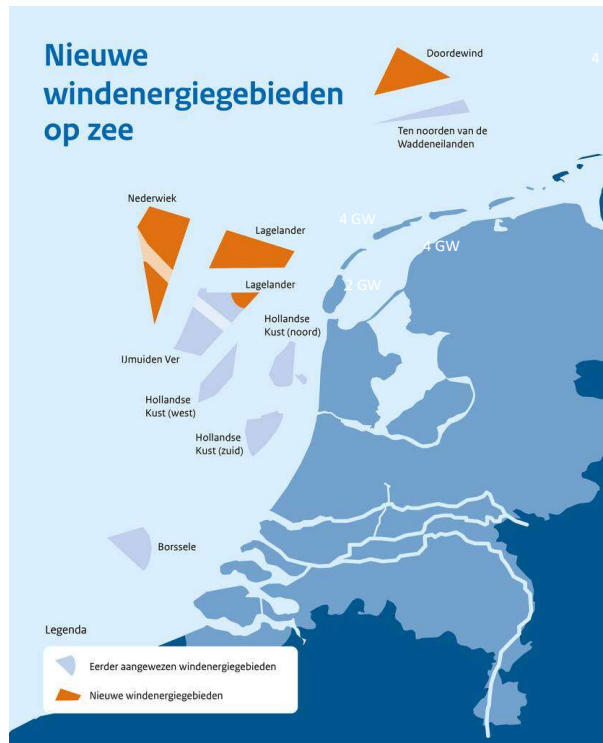 Nieuwe
windenergiegebieden
op zee
Doordewind
4
Ten noorden van de
Waddeneilanden
Nederwiek
Lagelander
4 GW
4 GW
Lagelander
2 GW
Hollandse
Kust (noord)
IJmuiden Ver
Hollandse
Kust (west)
Hollandse
Kust (zuid)
Borssele
Legenda
Eerder aangewezen windenergiegebieden
Nieuwe windenergiegebieden